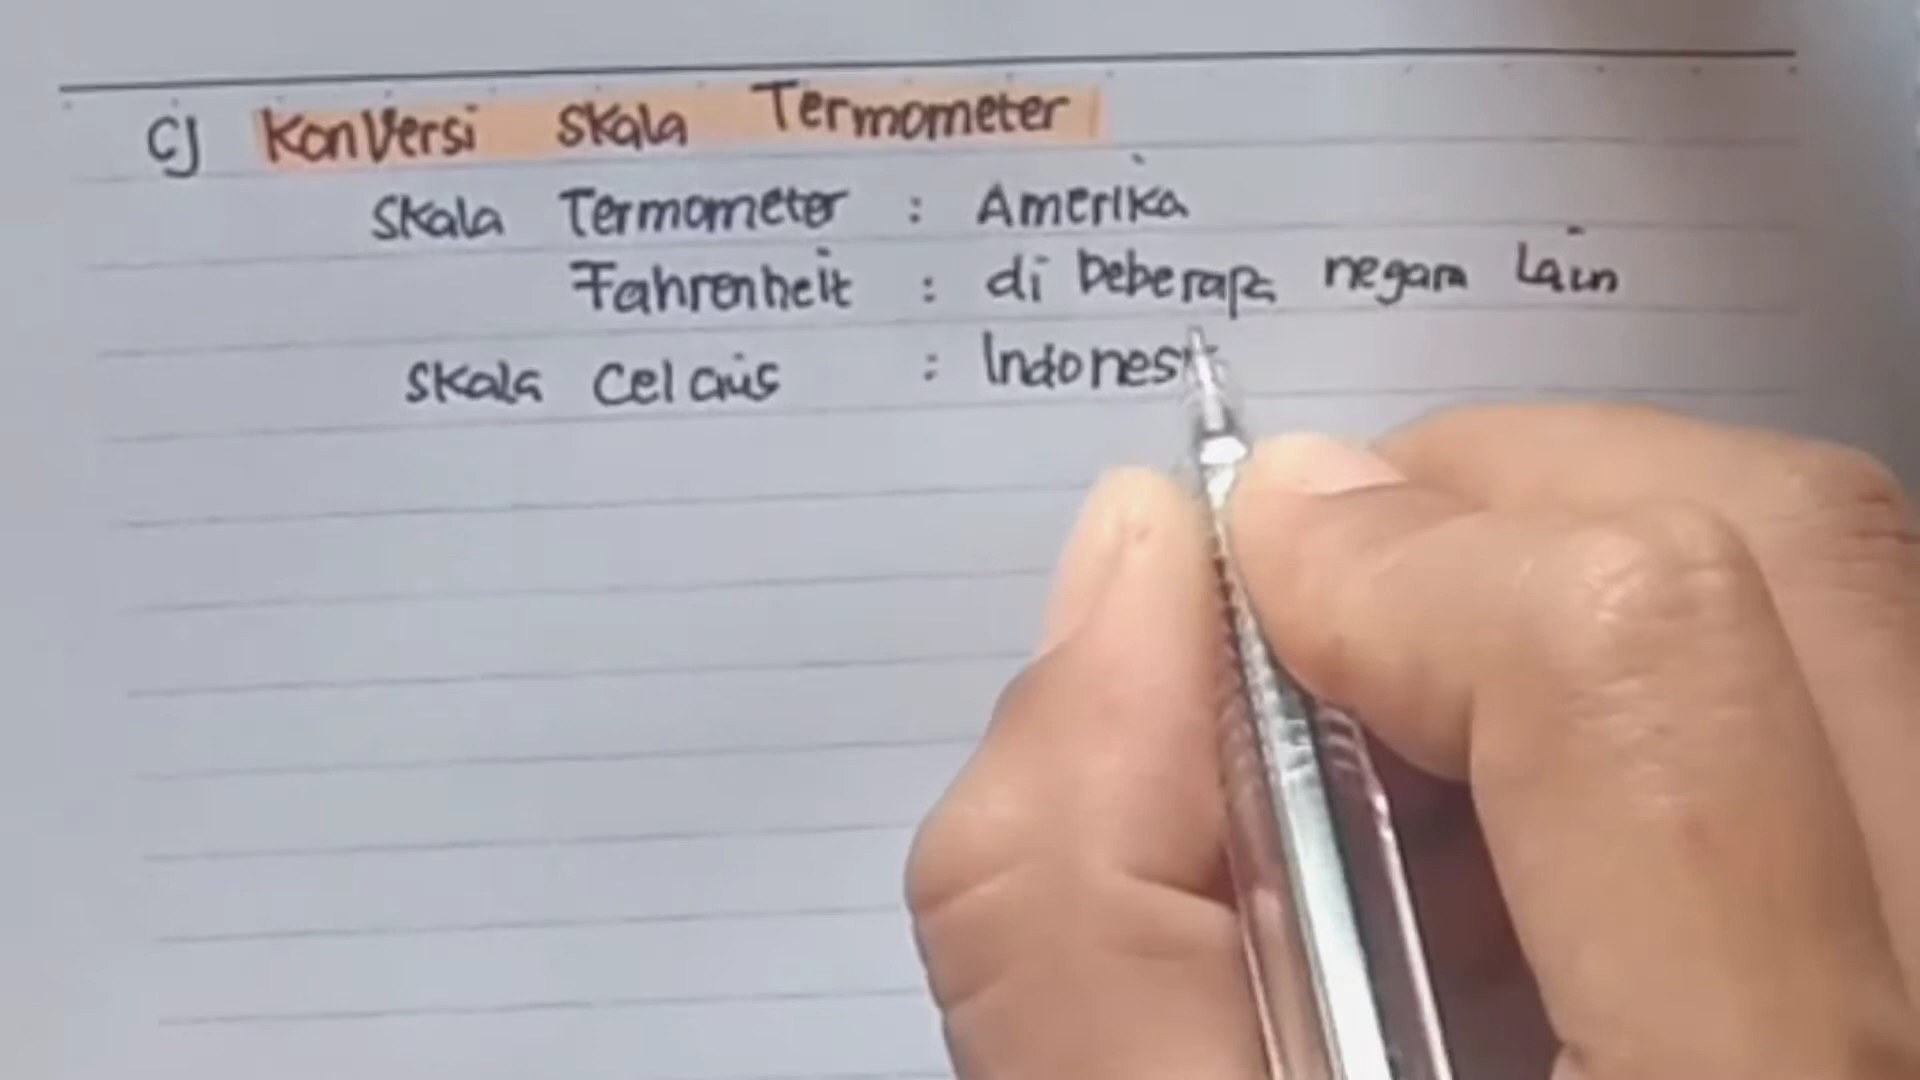 C) Konversi skala Termometer
Skala Termometer : Amerika
Fahrenheit : di beberapa negara Lain
Skala Celcius : Indonesi